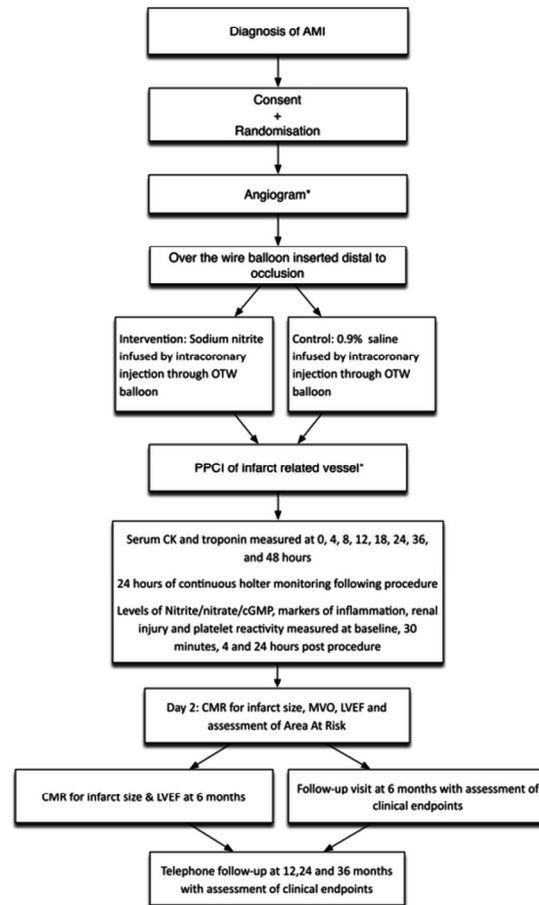 Diagnosis of AMI
Consent
+
Randomisation
Angiogram*
Over the wire balloon inserted distal to
occlusion
Intervention: Sodium nitrite
infused by intracoronary
injection through OTW
balloon
Control: 0.9% saline
infused by intracoronary
injection through OTW
balloon
PPCI of infarct related vessel*
Serum CK and troponin measured at 0, 4, 8, 12, 18, 24, 36,
and 48 hours
24 hours of continuous holter monitoring following procedure
Levels of Nitrite/nitrate/cGMP, markers of inflammation, renal
injury and platelet reactivity measured at baseline, 30
minutes, 4 and 24 hours post procedure
Day 2: CMR for infarct size, MVO, LVEF and
assessment of Area At Risk
CMR for infarct size & LVEF at 6 months
Follow-up visit at 6 months with assessment of
clinical endpoints
Telephone follow-up at 12,24 and 36 months
with assessment of clinical endpoints